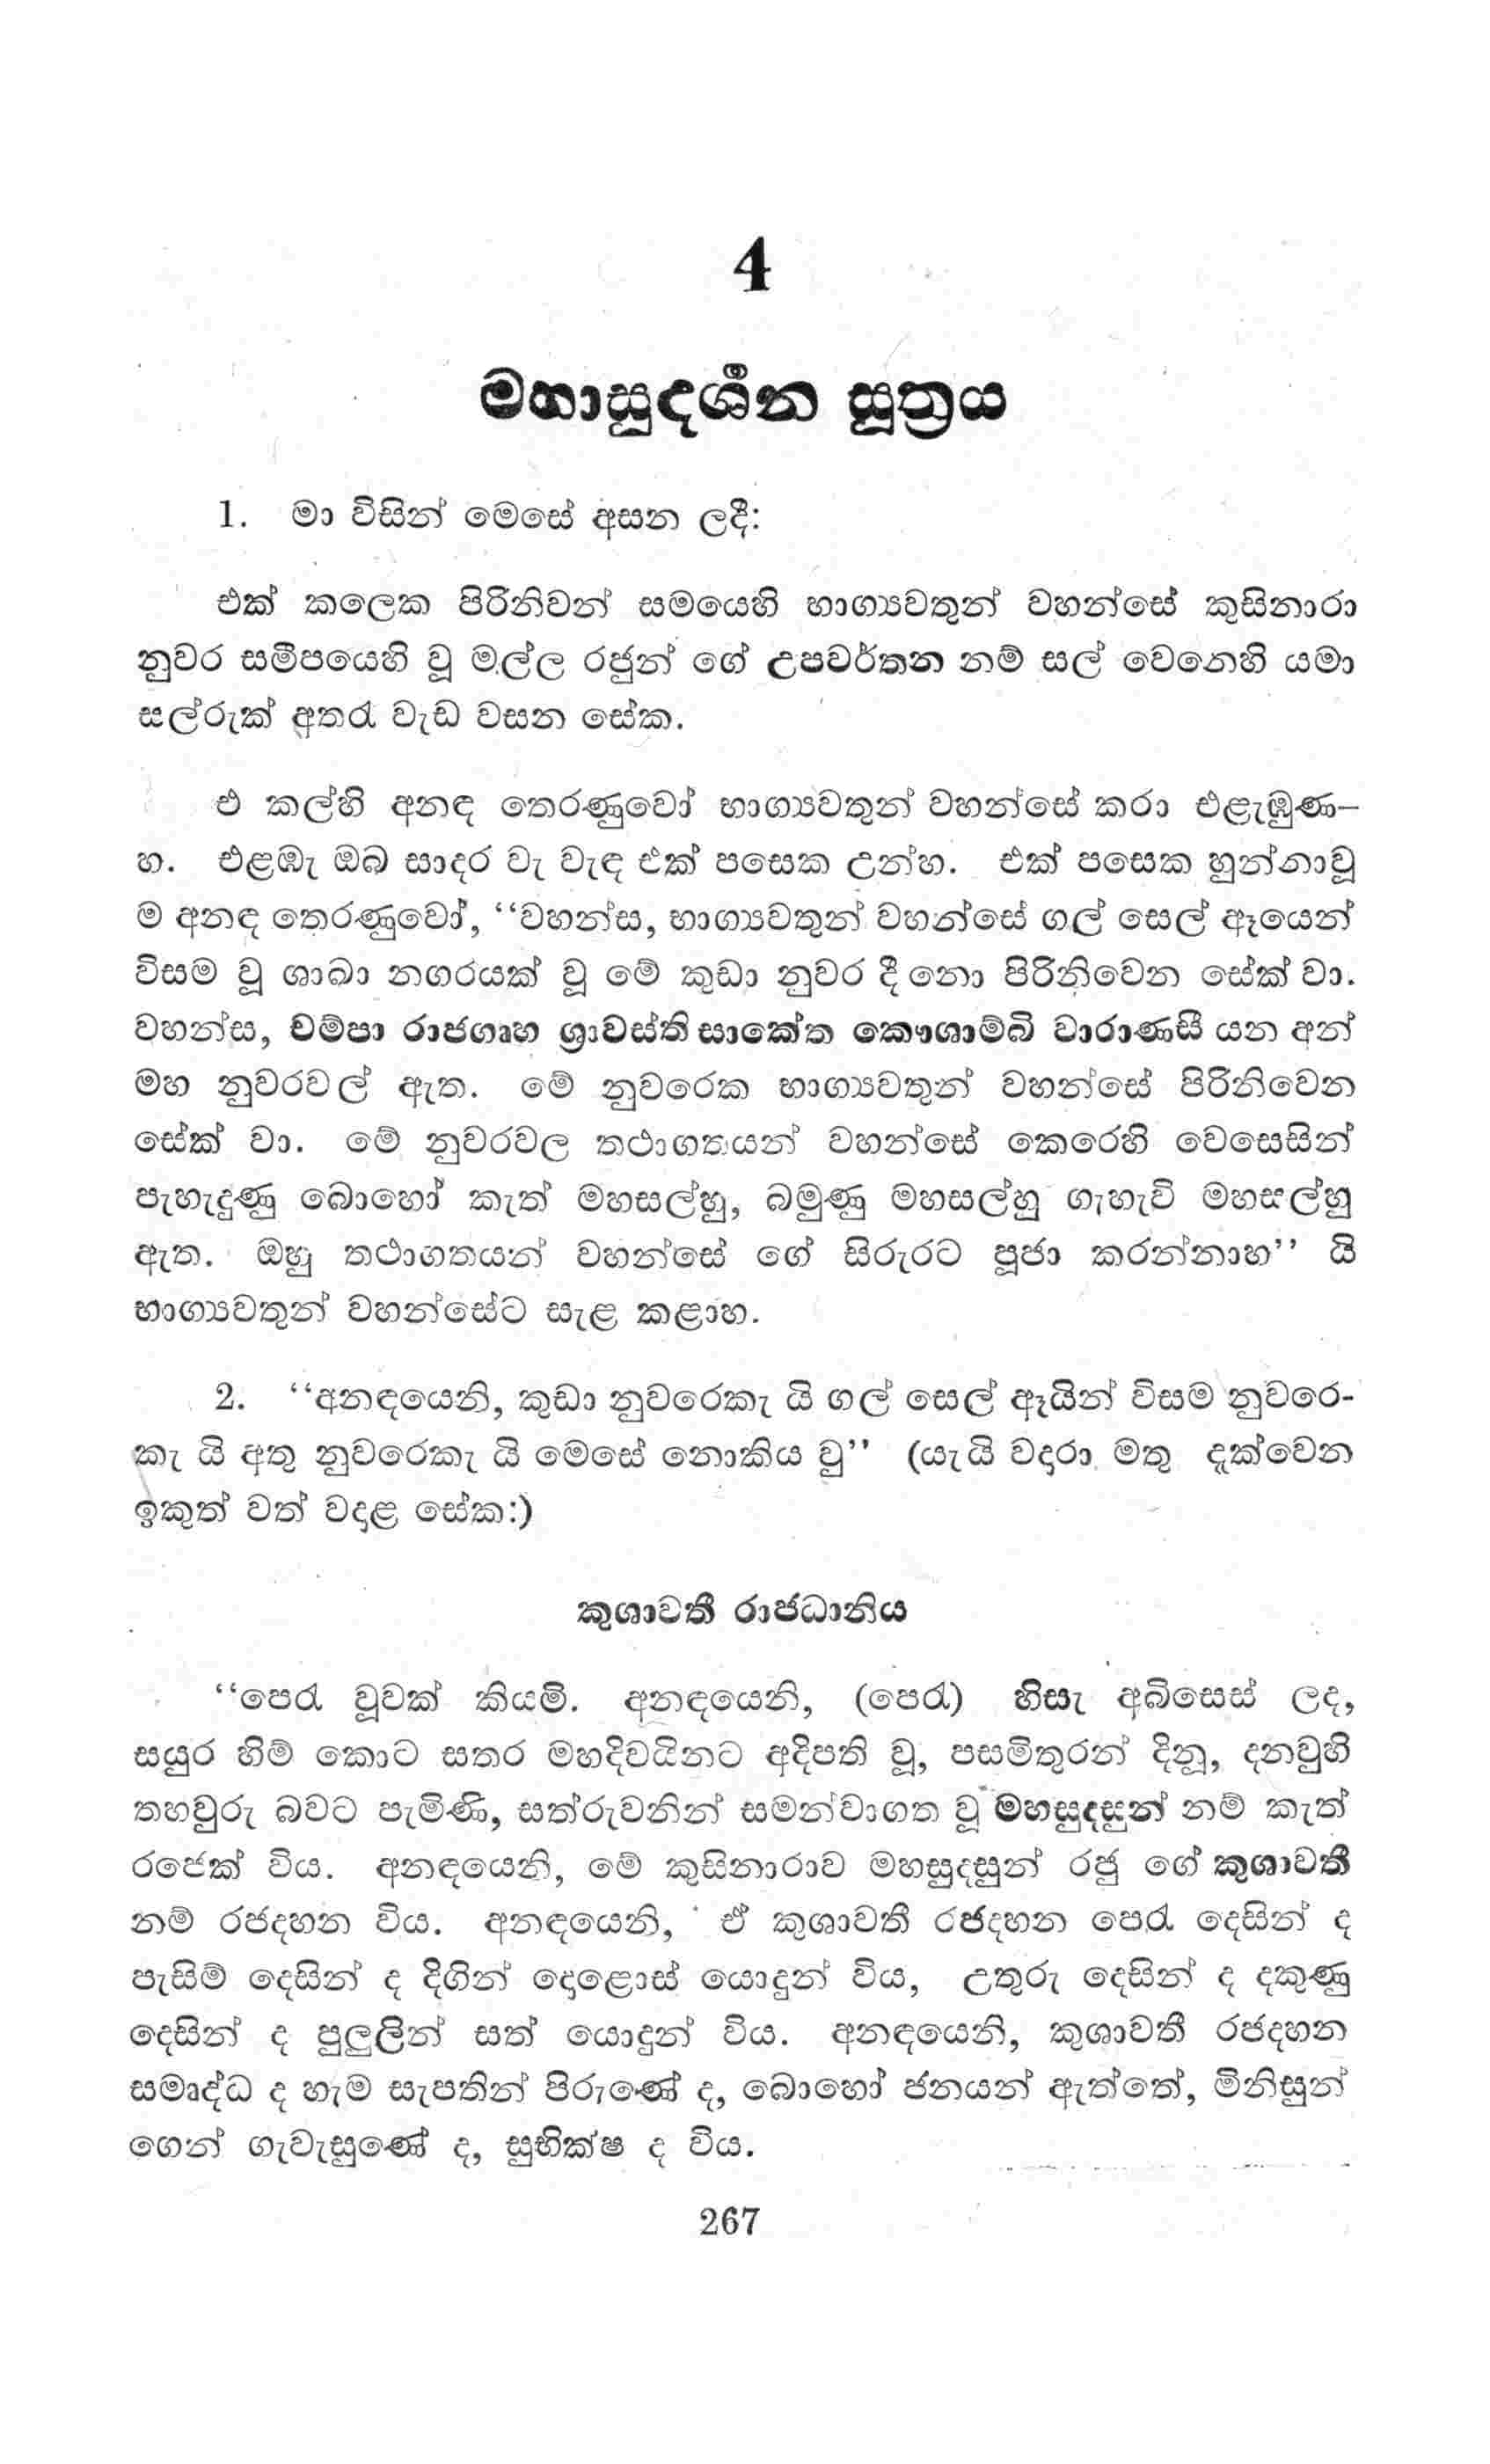 4
මහාසුදර්ශන සූත්‍රය
1. මා විසින් මෙසේ අසන ලදී:
එක් කලෙක පිරිනිවන් සමයෙහි භාග්‍යවතුන් වහන්සේ කුසිනාරා
නුවර සමීපයෙහි වූ මල්ල රජුන් ගේ උපවර්තන නම් සල් වෙනෙහි යමා
සල්රුක් අතරැ වැඩ වසන සේක.
එ කල්හි අනඳ තෙරණුවෝ භාග්‍යවතුන් වහන්සේ කරා එළැඹුණ–
හ. එළඹැ ඔබ සාදර වැ වැඳ එක් පසෙක උන්හ. එක් පසෙක හුන්නාවූ
ම අනඳ තෙරණුවෝ, “වහන්ස, භාග්‍යවතුන් වහන්සේ ගල් සෙල් ඈයෙන්
විසම වූ ශාඛා නගරයක් වූ මේ කුඩා නුවර දී නො පිරිනිවෙන සේක් වා.
වහන්ස, චම්පා රාජගෘහ ශ්‍රාවස්ති සාකේත කෞශාම්බි වාරාණසී යන අන්
මහ නුවරවල් ඇත. මේ නුවරෙක භාග්‍යවතුන් වහන්සේ පිරිනිවෙන
සේක් වා. මේ නුවරවල තථාගතයන් වහන්සේ කෙරෙහි වෙසෙසින්
පැහැදුණු බොහෝ කැත් මහසල්හු, බමුණු මහසල්හු ගැහැවි මහසල්හු
ඇත. ඔහු තථාගතයන් වහන්සේ ගේ සිරුරට පූජා කරන්නාහ” යි
භාග්‍යවතුන් වහන්සේට සැළ කළාහ.
2. “අනඳයෙනි, කුඩා නුවරෙකැ යි ගල් සෙල් ඈයින් විසම නුවරෙ-
කැ යි අතු නුවරෙකැ යි මෙසේ නොකිය වු” (යැයි වදාරා මතු දැක්වෙන
ඉකුත් වත් වදාළ සේක:)
කුශාවතී රාජධානිය
“පෙරැ වූවක් කියමි. අනඳයෙනි, (පෙරැ) හිසැ අබිසෙස් ලද,
සයුර හිම් කොට සතර මහදිවයිනට අදිපති වූ, පසමිතුරන් දිනූ, දනවුහි
තහවුරු බවට පැමිණි, සත්රුවනින් සමන්වාගත වූ මහසුදසුන් නම් කැත්
රජෙක් විය. අනඳයෙනි, මේ කුසිනාරාව මහසුදසුන් රජු ගේ කුශාවතී
නම් රජදහන විය. අනඳයෙනි, ඒ කුශාවතී රජදහන පෙරැ දෙසින් ද
පැසිම් දෙසින් ද දිගින් දොළොස් යොදුන් විය, උතුරු දෙසින් ද දකුණු
දෙසින් ද පුලුලින් සත් යොදුන් විය. අනඳයෙනි, කුශාවතී රජදහන
සමෘද්ධ ද හැම සැපතින් පිරුණේ ද, බොහෝ ජනයන් ඇත්තේ, මිනිසුන්
ගෙන් ගැවැසුණේ ද, සුභික්ෂ ද විය.
267